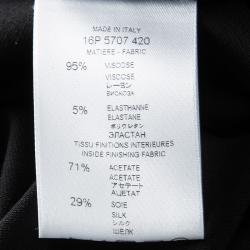 MADE IN ITALY
16P 5707 420
MATIERE - FABRIC
95% VISCOSE
VISCOSE
レーヨン
ВИСКОЗА
5% ELASTHANNE
ELASTANE
ポリウレタン
ЭЛАСТАН
TISSU FINITIONS INTERIEURES
INSIDE FINISHING FABRIC
71% ACETATE
ACETATE
アセテート
АЦЕТАТ
29% SOIE
SILK
シルク
ШЕЛК